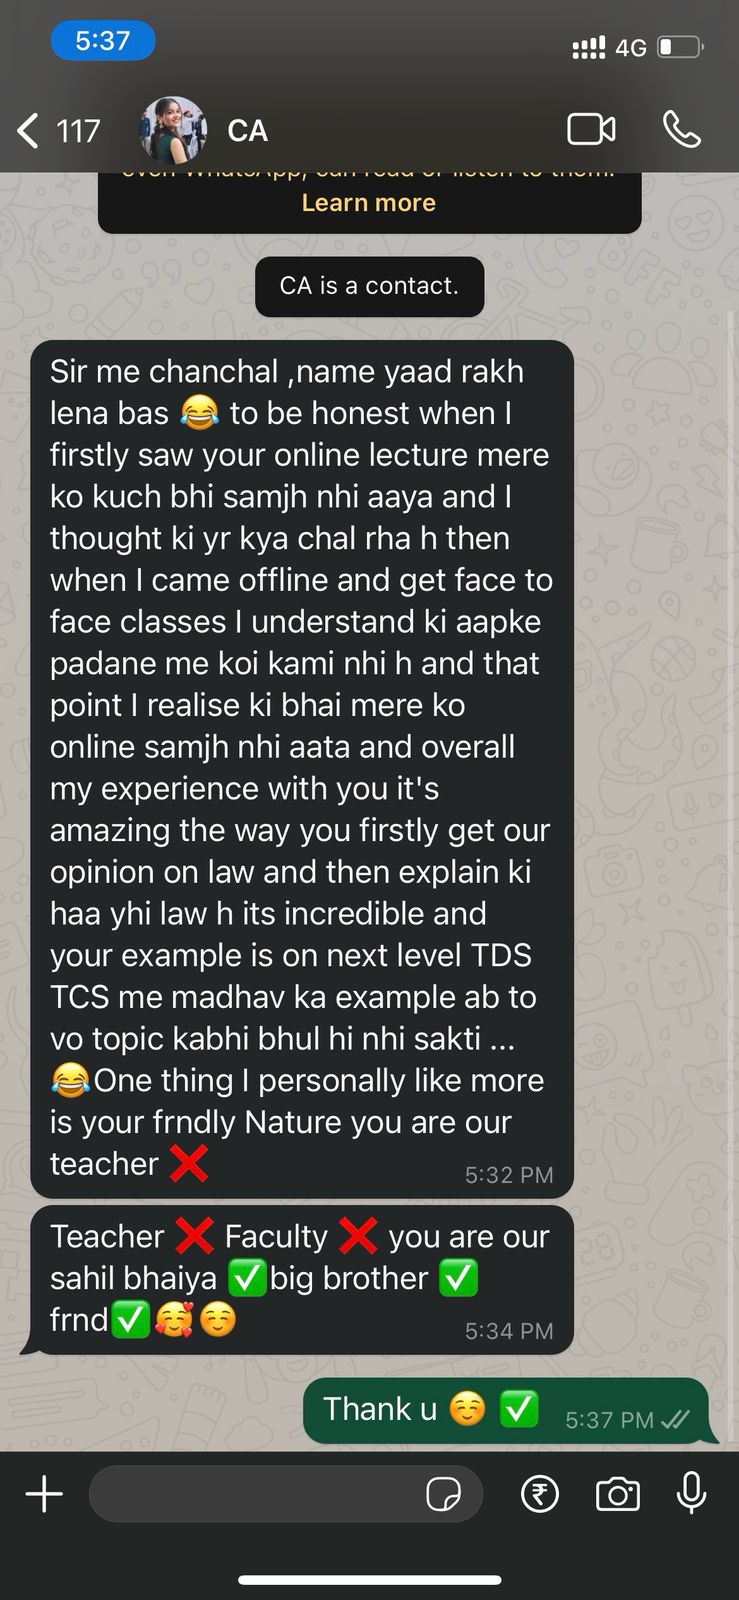 5:37
4G
117
CA
even WhatsApp, can read or listen to them.
Learn more
CA is a contact.
Sir me chanchal ,name yaad rakh
lena bas 😂 to be honest when I
firstly saw your online lecture mere
ko kuch bhi samjh nhi aaya and I
thought ki yr kya chal rha h then
when I came offline and get face to
face classes I understand ki aapke
padane me koi kami nhi h and that
point I realise ki bhai mere ko
online samjh nhi aata and overall
my experience with you it's
amazing the way you firstly get our
opinion on law and then explain ki
haa yhi law h its incredible and
your example is on next level TDS
TCS me madhav ka example ab to
vo topic kabhi bhul hi nhi sakti ...
😂One thing I personally like more
is your frndly Nature you are our
teacher ❌
5:32 PM
Teacher ❌ Faculty ❌ you are our
sahil bhaiya ✅big brother ✅
frnd✅🥰☺️
5:34 PM
Thank u ☺️ ✅
5:37 PM